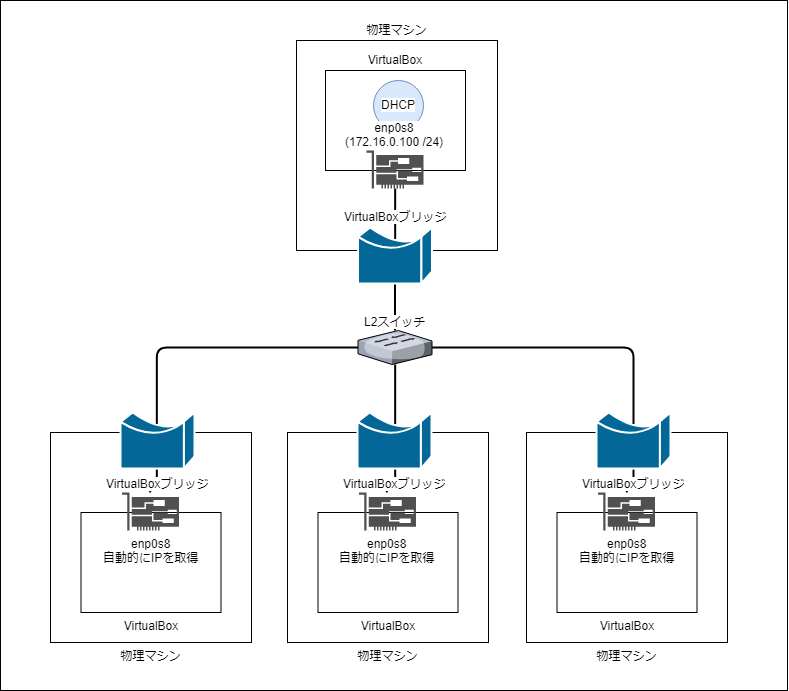 物理マシン
VirtualBox
DHCP
enp0s8
(172.16.0.100 /24)
VirtualBoxブリッジ
L2スイッチ
VirtualBoxブリッジ
VirtualBoxブリッジ
VirtualBoxブリッジ
enp0s8
自動的にIPを取得
enp0s8
自動的にIPを取得
enp0s8
自動的にIPを取得
VirtualBox
VirtualBox
VirtualBox
物理マシン
物理マシン
物理マシン